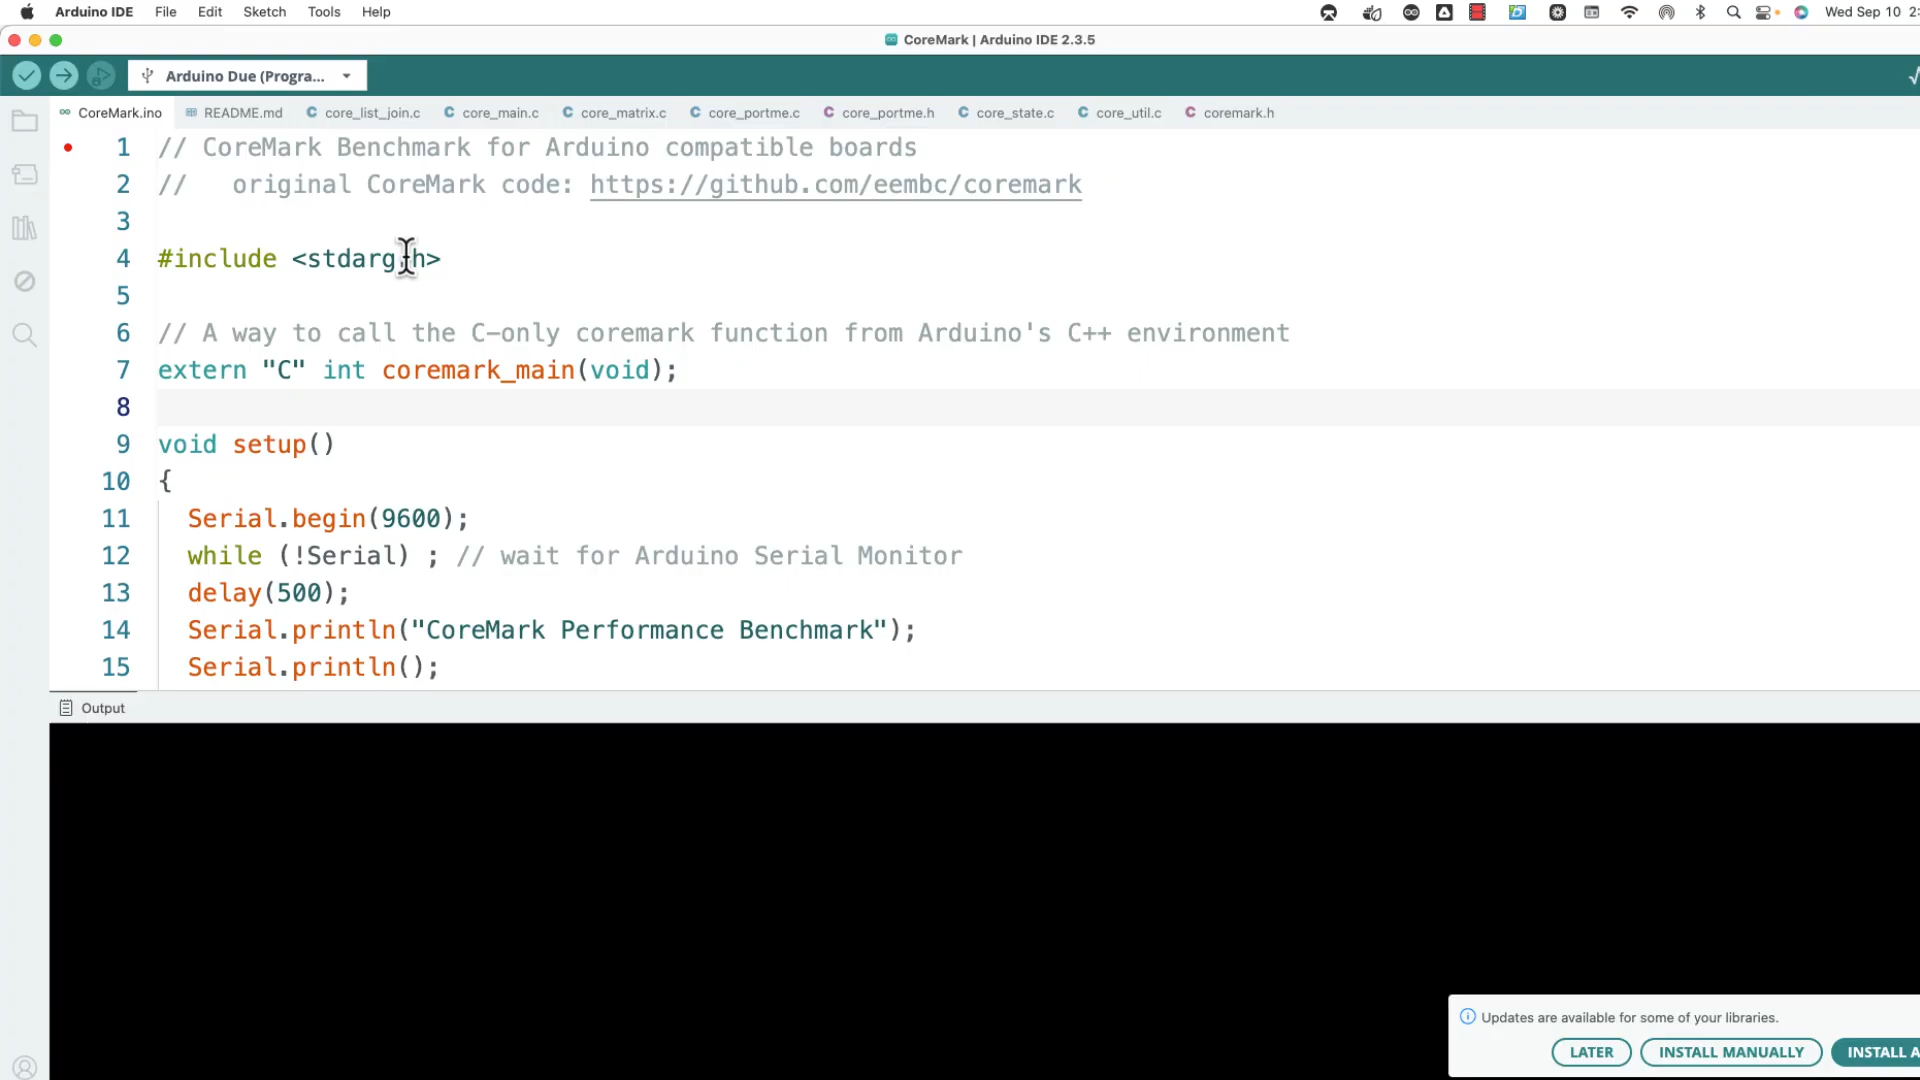 Arduino IDE File Edit Sketch Tools Help Wed Sep 10 2:
CoreMark | Arduino IDE 2.3.5
Arduino Due (Progra...
CoreMark.ino README.md core_list_join.c core_main.c core_matrix.c core_portme.c core_portme.h core_state.c core_util.c coremark.h
1 // CoreMark Benchmark for Arduino compatible boards
2 //   original CoreMark code: https://github.com/eembc/coremark
3
4 #include <stdarg.h>
5
6 // A way to call the C-only coremark function from Arduino's C++ environment
7 extern "C" int coremark_main(void);
8
9 void setup()
10 {
11   Serial.begin(9600);
12   while (!Serial) ; // wait for Arduino Serial Monitor
13   delay(500);
14   Serial.println("CoreMark Performance Benchmark");
15   Serial.println();
Output
Updates are available for some of your libraries.
LATER INSTALL MANUALLY INSTALL A